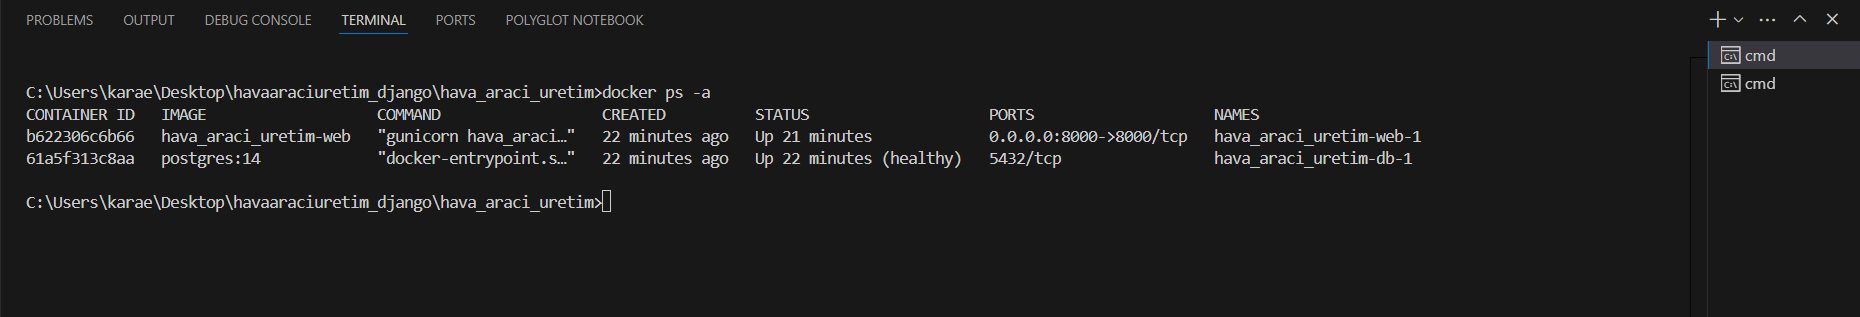 PROBLEMS OUTPUT DEBUG CONSOLE TERMINAL PORTS POLYGLOT NOTEBOOK
cmd
cmd
C:\Users\karae\Desktop\havaaraciuretim_django\hava_araci_uretim>docker ps -a
CONTAINER ID IMAGE COMMAND CREATED STATUS PORTS NAMES
b622306c6b66 hava_araci_uretim-web "gunicorn hava_araci…" 22 minutes ago Up 21 minutes 0.0.0.0:8000->8000/tcp hava_araci_uretim-web-1
61a5f313c8aa postgres:14 "docker-entrypoint.s…" 22 minutes ago Up 22 minutes (healthy) 5432/tcp hava_araci_uretim-db-1
C:\Users\karae\Desktop\havaaraciuretim_django\hava_araci_uretim>